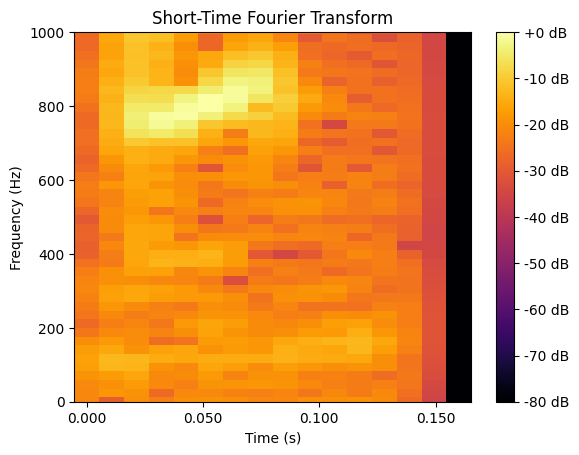 Short-Time Fourier Transform
1000
800
600
400
200
0
Frequency (Hz)
0.000
0.050
0.100
0.150
Time (s)
+0 dB
-10 dB
-20 dB
-30 dB
-40 dB
-50 dB
-60 dB
-70 dB
-80 dB